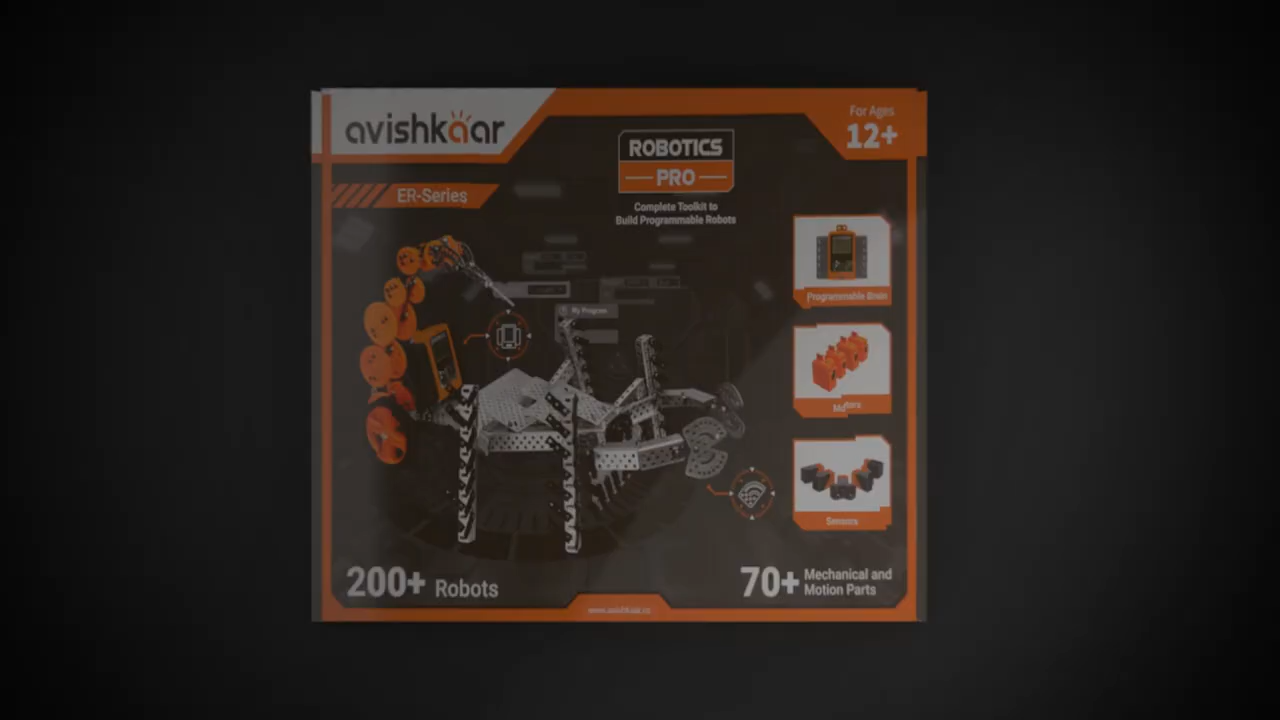 avishkaar
For Ages
12+
ROBOTICS
PRO
ER-Series
Complete Toolkit to
Build Programmable Robots
Programmable Brain
My Program
Motors
Sensors
200+ Robots
70+ Mechanical and
Motion Parts